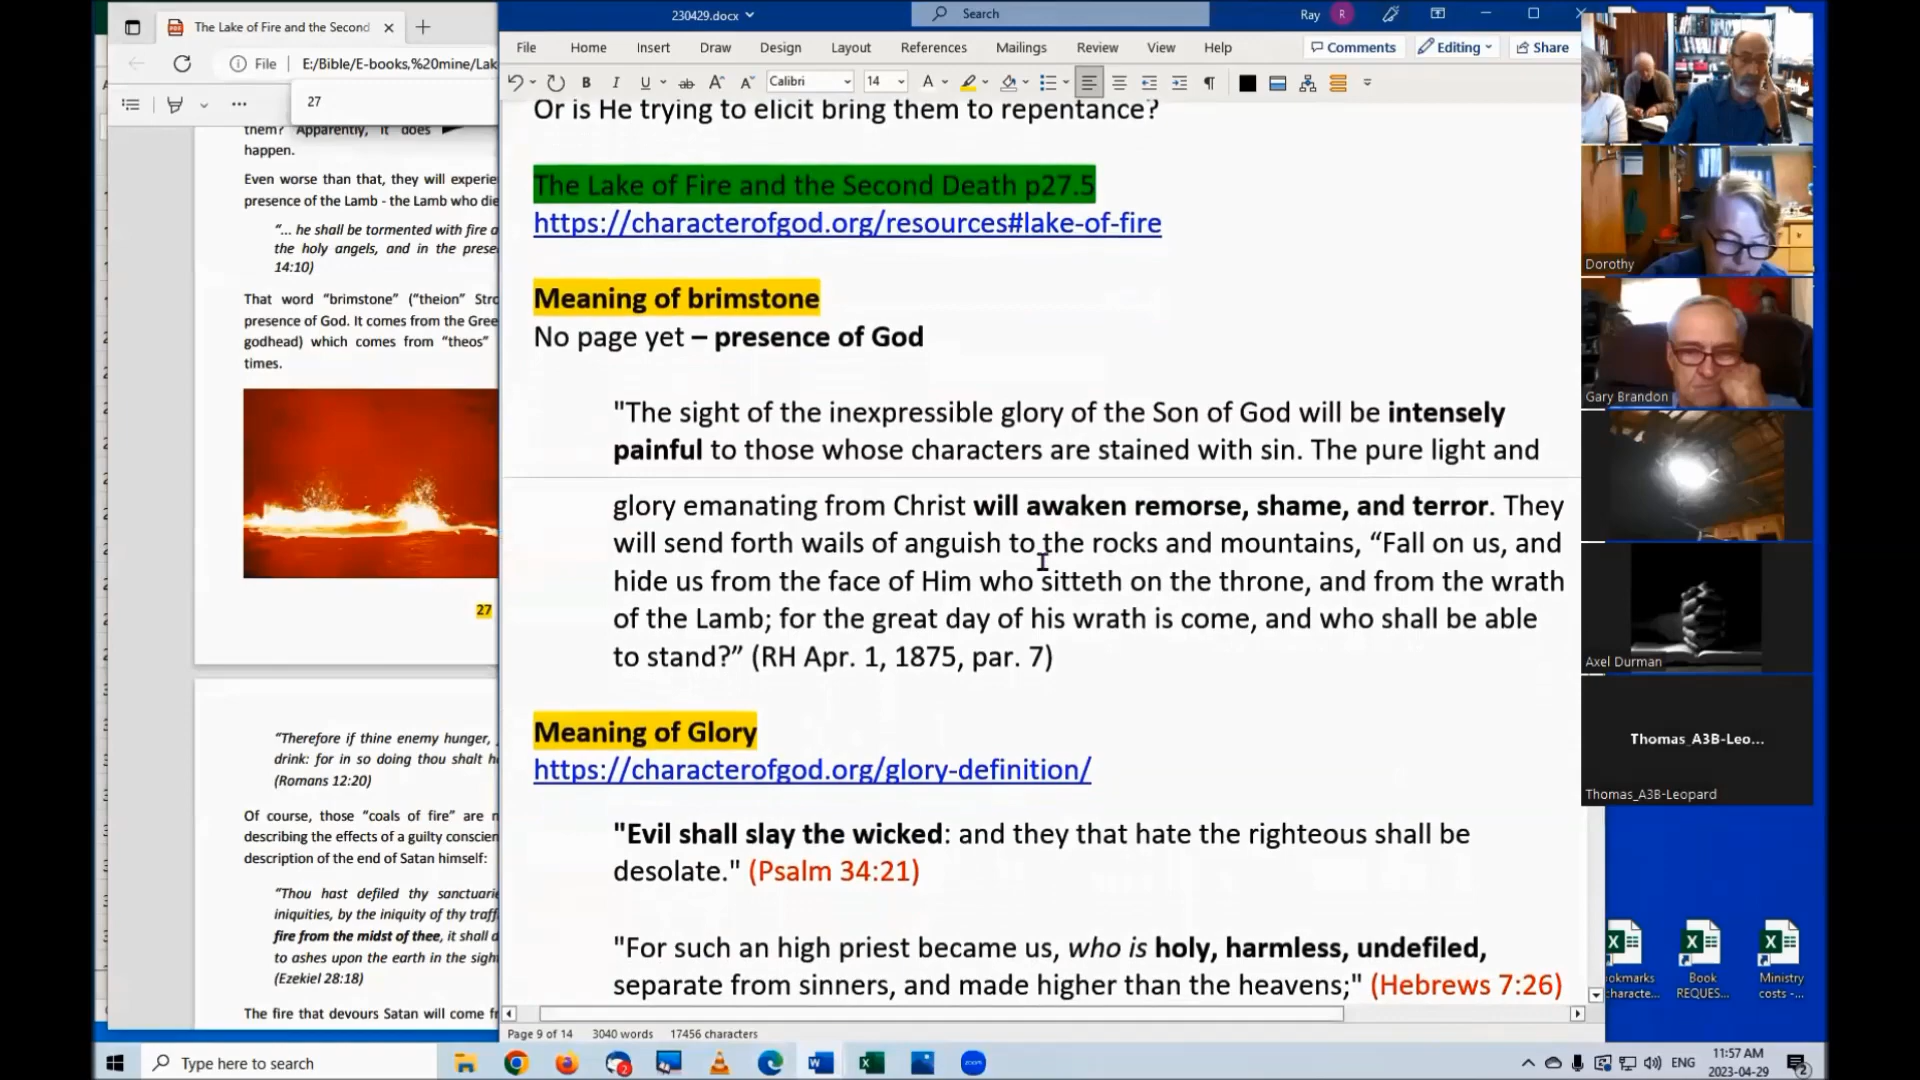 The Lake of Fire and the Second
File
E:/Bible/E-books,%20mine/Lak
27
them? Apparently, it does
happen.
Even worse than that, they will experie
presence of the Lamb - the Lamb who die
“... he shall be tormented with fire a
the holy angels, and in the prese
14:10)
That word “brimstone” (“theion” Stro
presence of God. It comes from the Gree
godhead) which comes from “theos”
times.
27
“Therefore if thine enemy hunger,
drink: for in so doing thou shalt h
(Romans 12:20)
Of course, those “coals of fire” are n
describing the effects of a guilty conscien
description of the end of Satan himself:
“Thou hast defiled thy sanctuarie
iniquities, by the iniquity of thy traff
fire from the midst of thee, it shall d
to ashes upon the earth in the sigh
(Ezekiel 28:18)
The fire that devours Satan will come f
230429.docx
Search
Ray
R
File Home Insert Draw Design Layout References Mailings Review View Help
Comments Editing Share
Calibri 14
Or is He trying to elicit bring them to repentance?
The Lake of Fire and the Second Death p27.5
https://characterofgod.org/resources#lake-of-fire
Meaning of brimstone
No page yet – presence of God
"The sight of the inexpressible glory of the Son of God will be intensely
painful to those whose characters are stained with sin. The pure light and
glory emanating from Christ will awaken remorse, shame, and terror. They
will send forth wails of anguish to the rocks and mountains, “Fall on us, and
hide us from the face of Him who sitteth on the throne, and from the wrath
of the Lamb; for the great day of his wrath is come, and who shall be able
to stand?” (RH Apr. 1, 1875, par. 7)
Meaning of Glory
https://characterofgod.org/glory-definition/
"Evil shall slay the wicked: and they that hate the righteous shall be
desolate." (Psalm 34:21)
"For such an high priest became us, who is holy, harmless, undefiled,
separate from sinners, and made higher than the heavens;" (Hebrews 7:26)
Page 9 of 14 3040 words 17456 characters
Dorothy
Gary Brandon
Axel Durman
Thomas_A3B-Leo...
Thomas_A3B-Leopard
ookmarks
characte...
Book
REQUES...
Ministry
costs -...
Type here to search
2
ENG
11:57 AM
2023-04-29
2